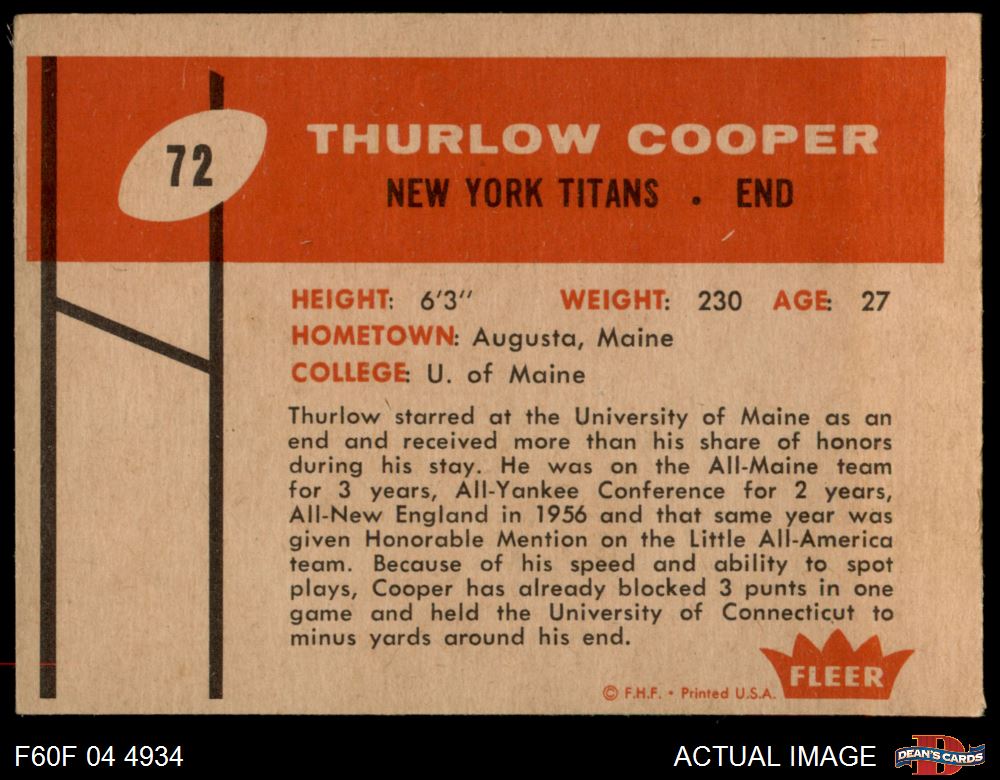 72
THURLOW COOPER
NEW YORK TITANS . END
HEIGHT: 6'3" WEIGHT: 230 AGE: 27
HOMETOWN: Augusta, Maine
COLLEGE: U. of Maine
Thurlow starred at the University of Maine as an
end and received more than his share of honors
during his stay. He was on the All-Maine team
for 3 years, All-Yankee Conference for 2 years,
All-New England in 1956 and that same year was
given Honorable Mention on the Little All-America
team. Because of his speed and ability to spot
plays, Cooper has already blocked 3 punts in one
game and held the University of Connecticut to
minus yards around his end.
FLEER
© F.H.F. • Printed U.S.A.
F60F 04 4934
ACTUAL IMAGE
D
DEAN'S CARDS